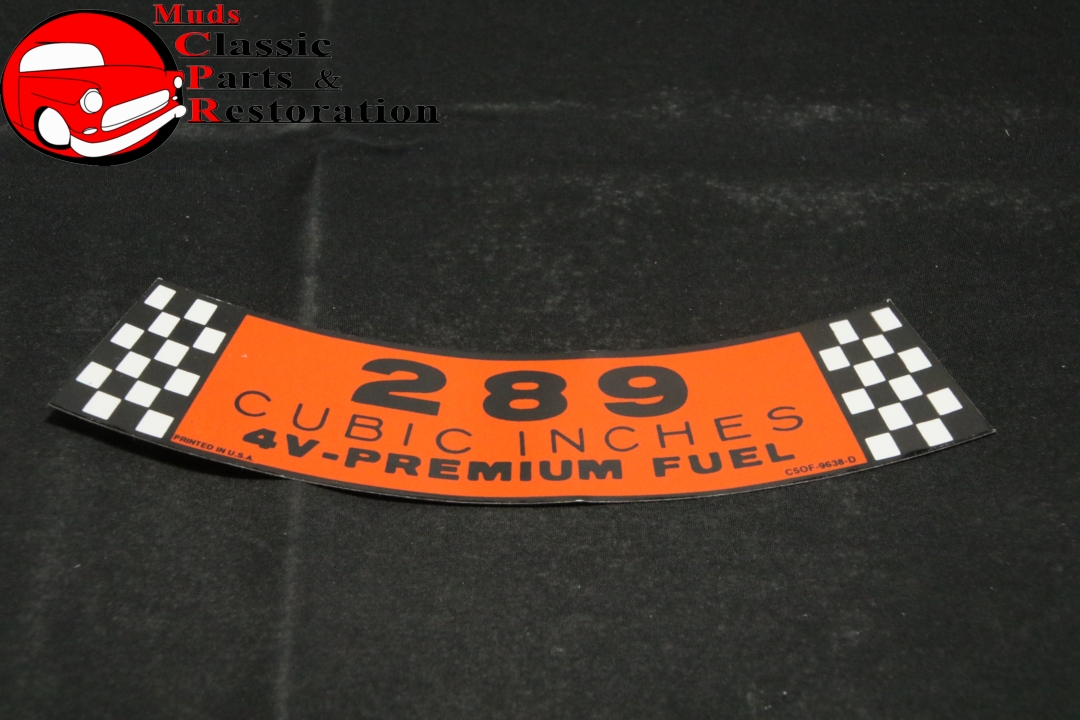 Muds
Classic
Parts &
Restoration
289
CUBIC INCHES
4V-PREMIUM FUEL
PRINTED IN U.S.A.
C5OF-9638-D